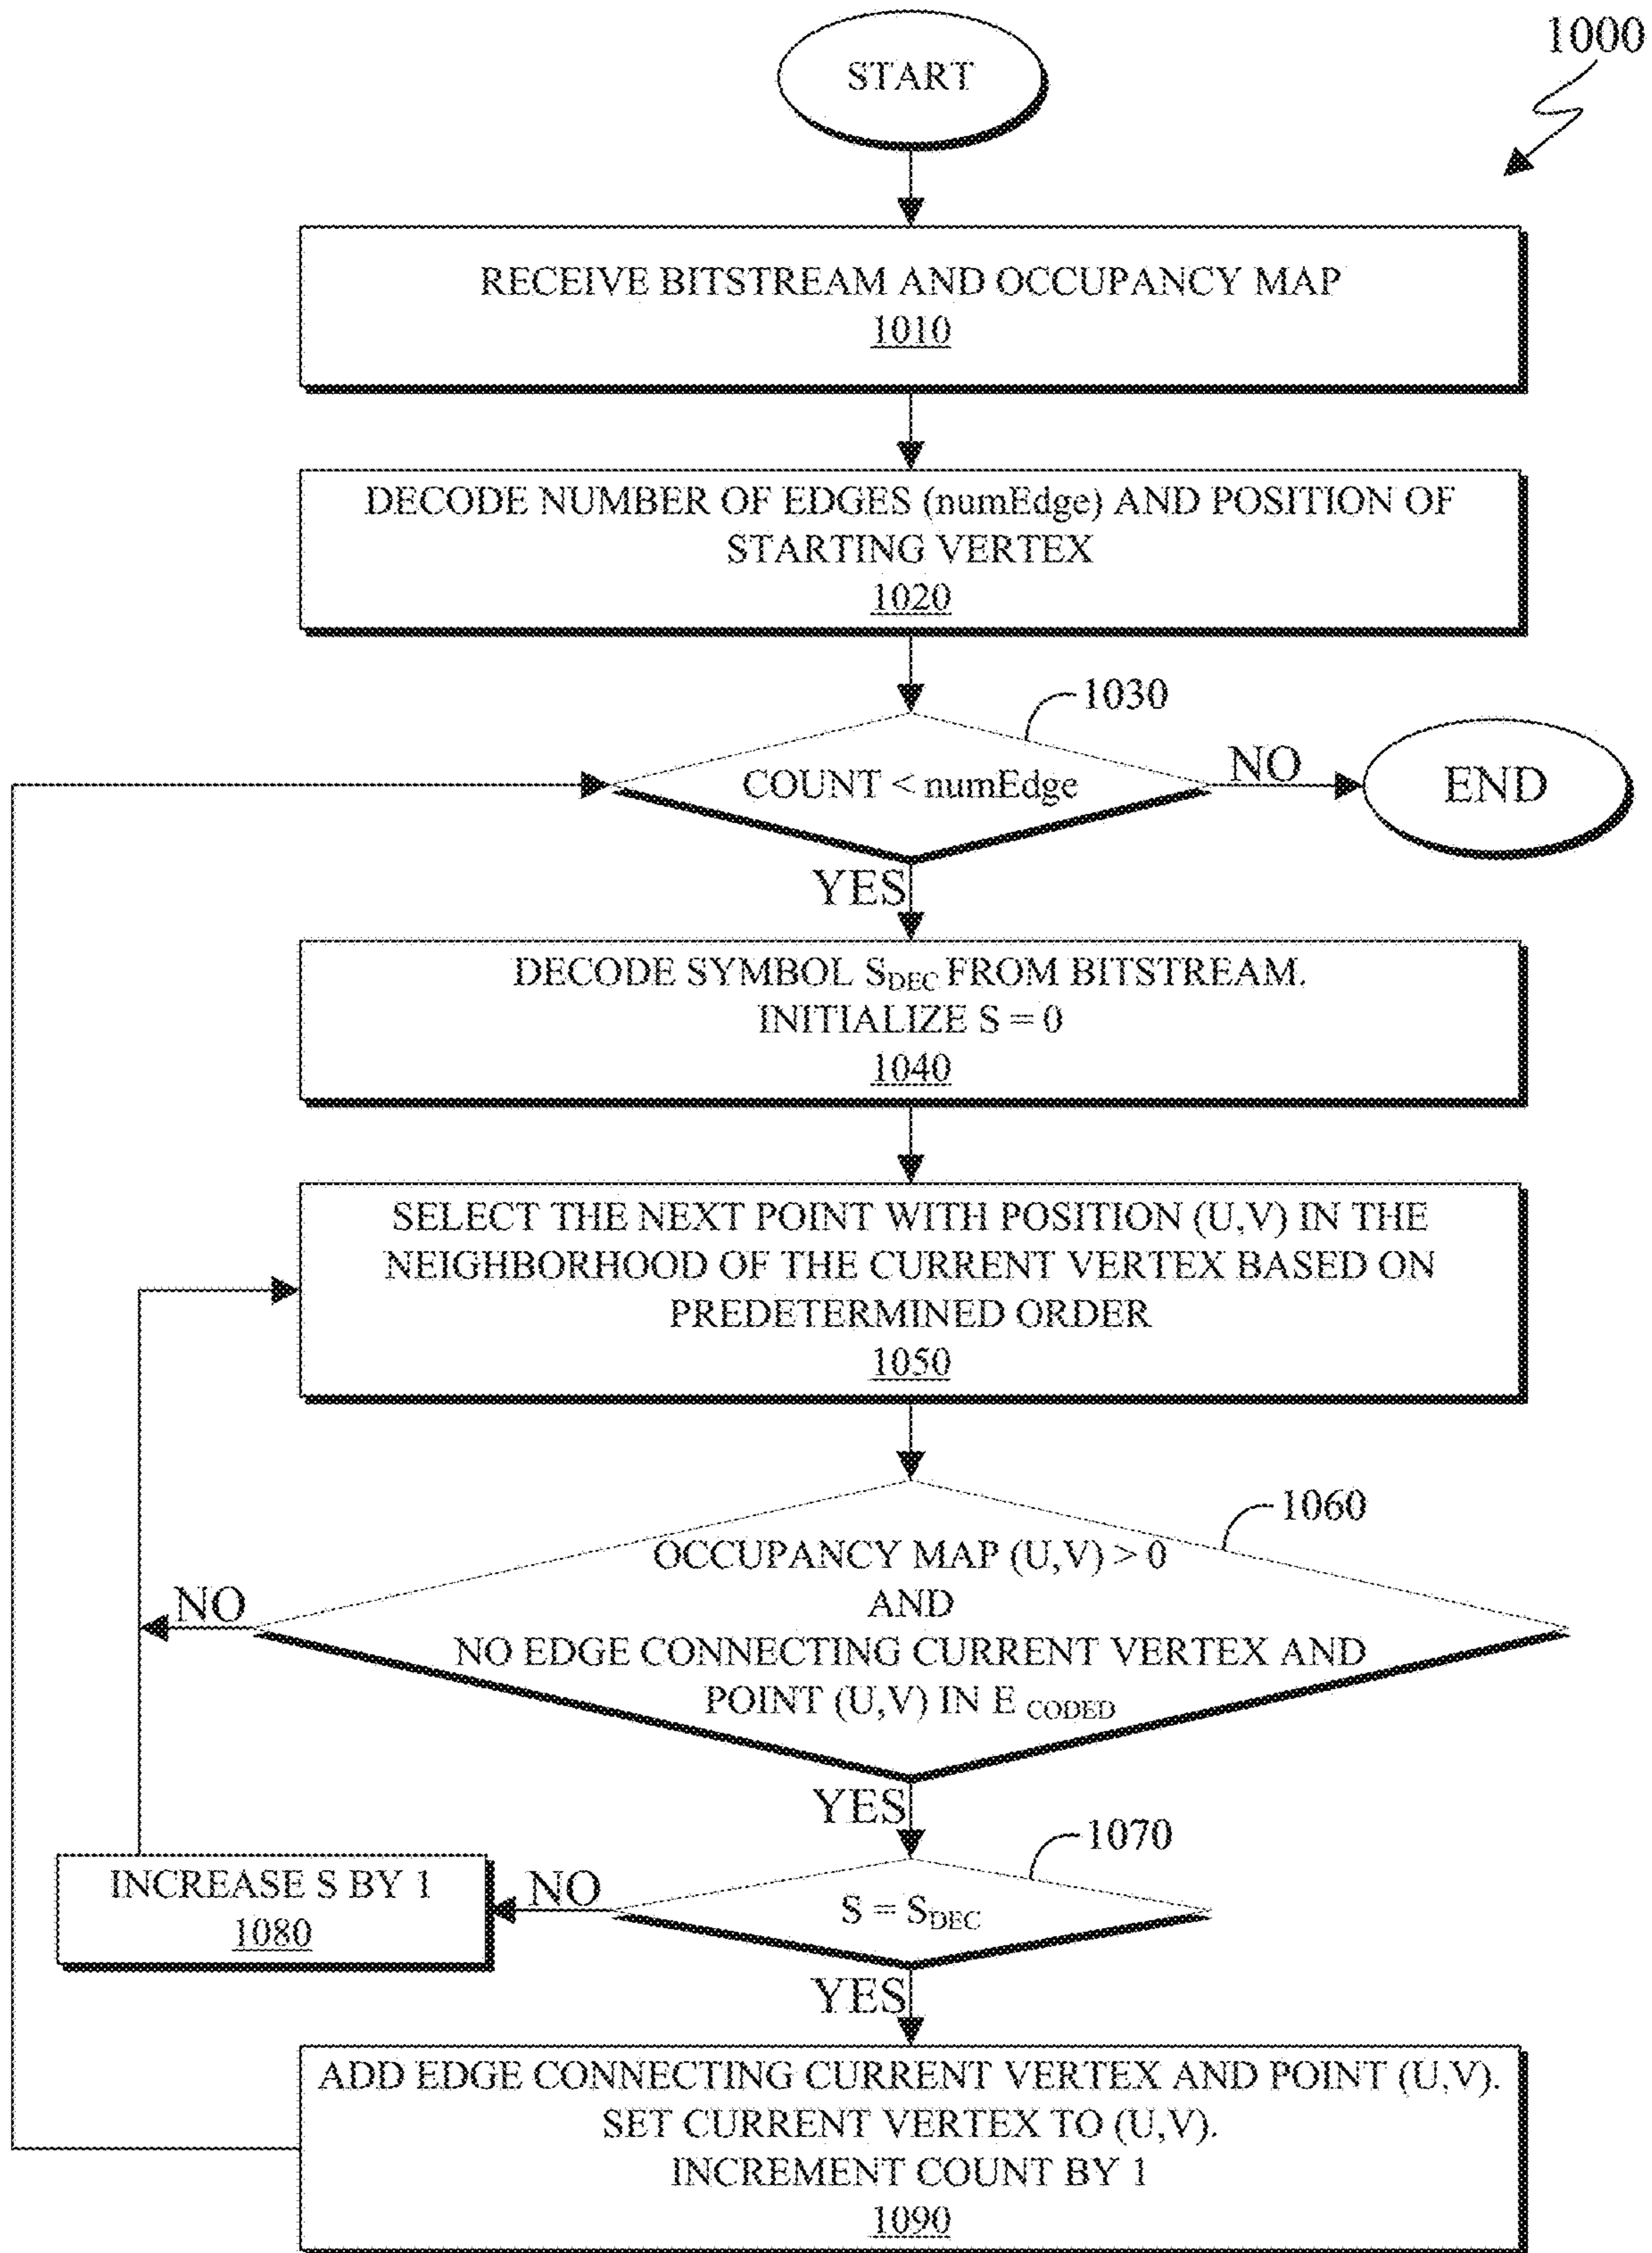 1000
START
RECEIVE BITSTREAM AND OCCUPANCY MAP
1010
DECODE NUMBER OF EDGES (numEdge) AND POSITION OF
STARTING VERTEX
1020
1030
COUNT < numEdge
NO
END
YES
DECODE SYMBOL S_DEC FROM BITSTREAM.
INITIALIZE S = 0
1040
SELECT THE NEXT POINT WITH POSITION (U,V) IN THE
NEIGHBORHOOD OF THE CURRENT VERTEX BASED ON
PREDETERMINED ORDER
1050
1060
OCCUPANCY MAP (U,V) > 0
AND
NO EDGE CONNECTING CURRENT VERTEX AND
POINT (U,V) IN E CODED
NO
YES
1070
S = S_DEC
NO
INCREASE S BY 1
1080
YES
ADD EDGE CONNECTING CURRENT VERTEX AND POINT (U,V).
SET CURRENT VERTEX TO (U,V).
INCREMENT COUNT BY 1
1090